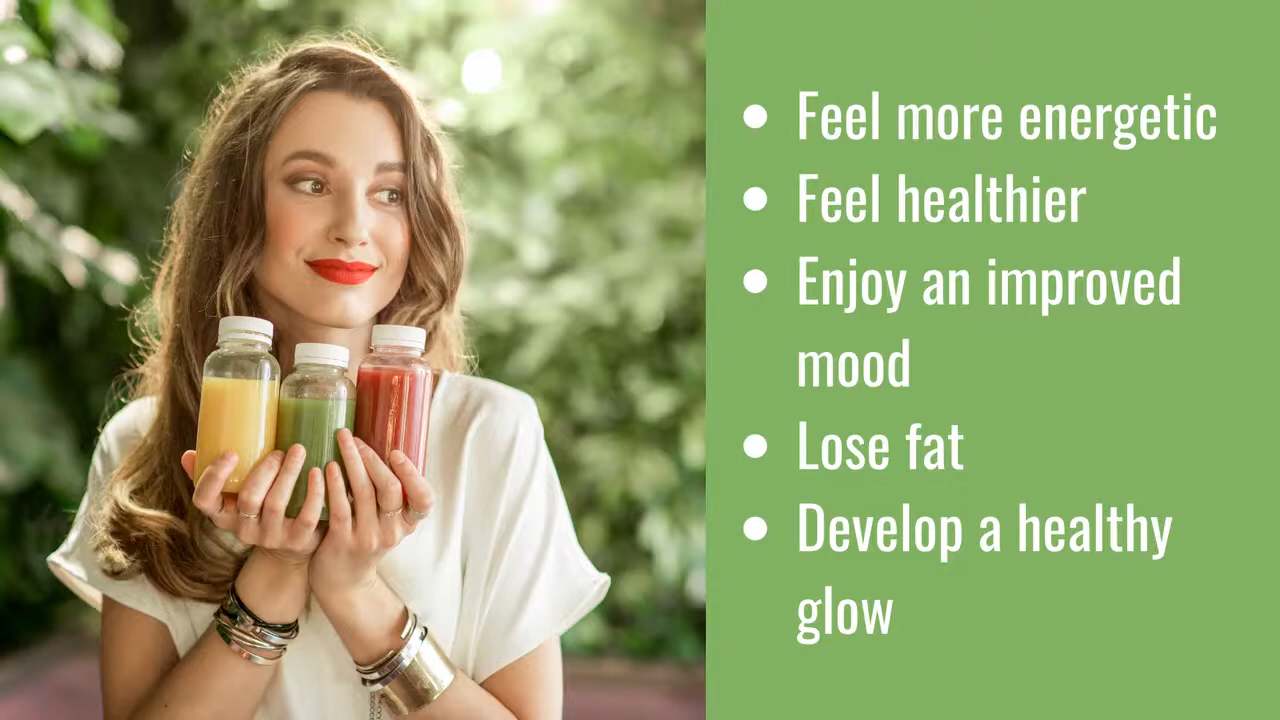 Feel more energetic
Feel healthier
Enjoy an improved
mood
Lose fat
Develop a healthy
glow